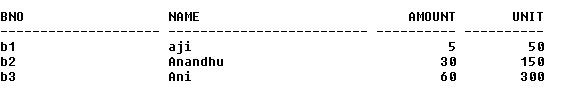 BNO NAME AMOUNT UNIT
-------------------- ------------------------- ---------- ----------
b1 aji 5 50
b2 Anandhu 30 150
b3 Ani 60 300